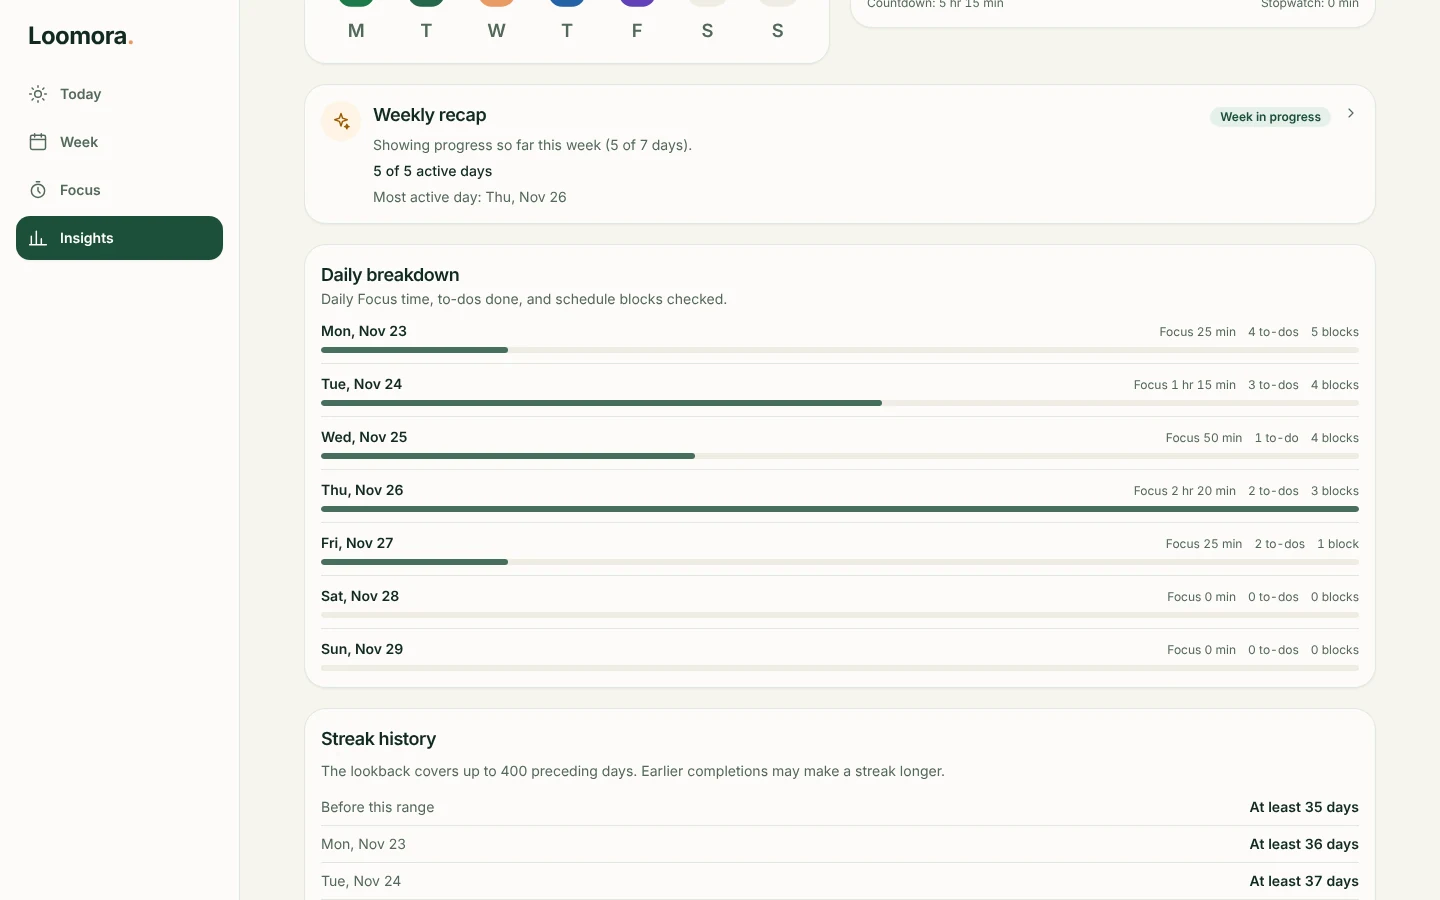 Loomora.
Today
Week
Focus
Insights
M T W T F S S
Countdown: 5 hr 15 min Stopwatch: 0 min
Weekly recap
Week in progress
Showing progress so far this week (5 of 7 days).
5 of 5 active days
Most active day: Thu, Nov 26
Daily breakdown
Daily Focus time, to-dos done, and schedule blocks checked.
Mon, Nov 23 Focus 25 min 4 to-dos 5 blocks
Tue, Nov 24 Focus 1 hr 15 min 3 to-dos 4 blocks
Wed, Nov 25 Focus 50 min 1 to-do 4 blocks
Thu, Nov 26 Focus 2 hr 20 min 2 to-dos 3 blocks
Fri, Nov 27 Focus 25 min 2 to-dos 1 block
Sat, Nov 28 Focus 0 min 0 to-dos 0 blocks
Sun, Nov 29 Focus 0 min 0 to-dos 0 blocks
Streak history
The lookback covers up to 400 preceding days. Earlier completions may make a streak longer.
Before this range At least 35 days
Mon, Nov 23 At least 36 days
Tue, Nov 24 At least 37 days